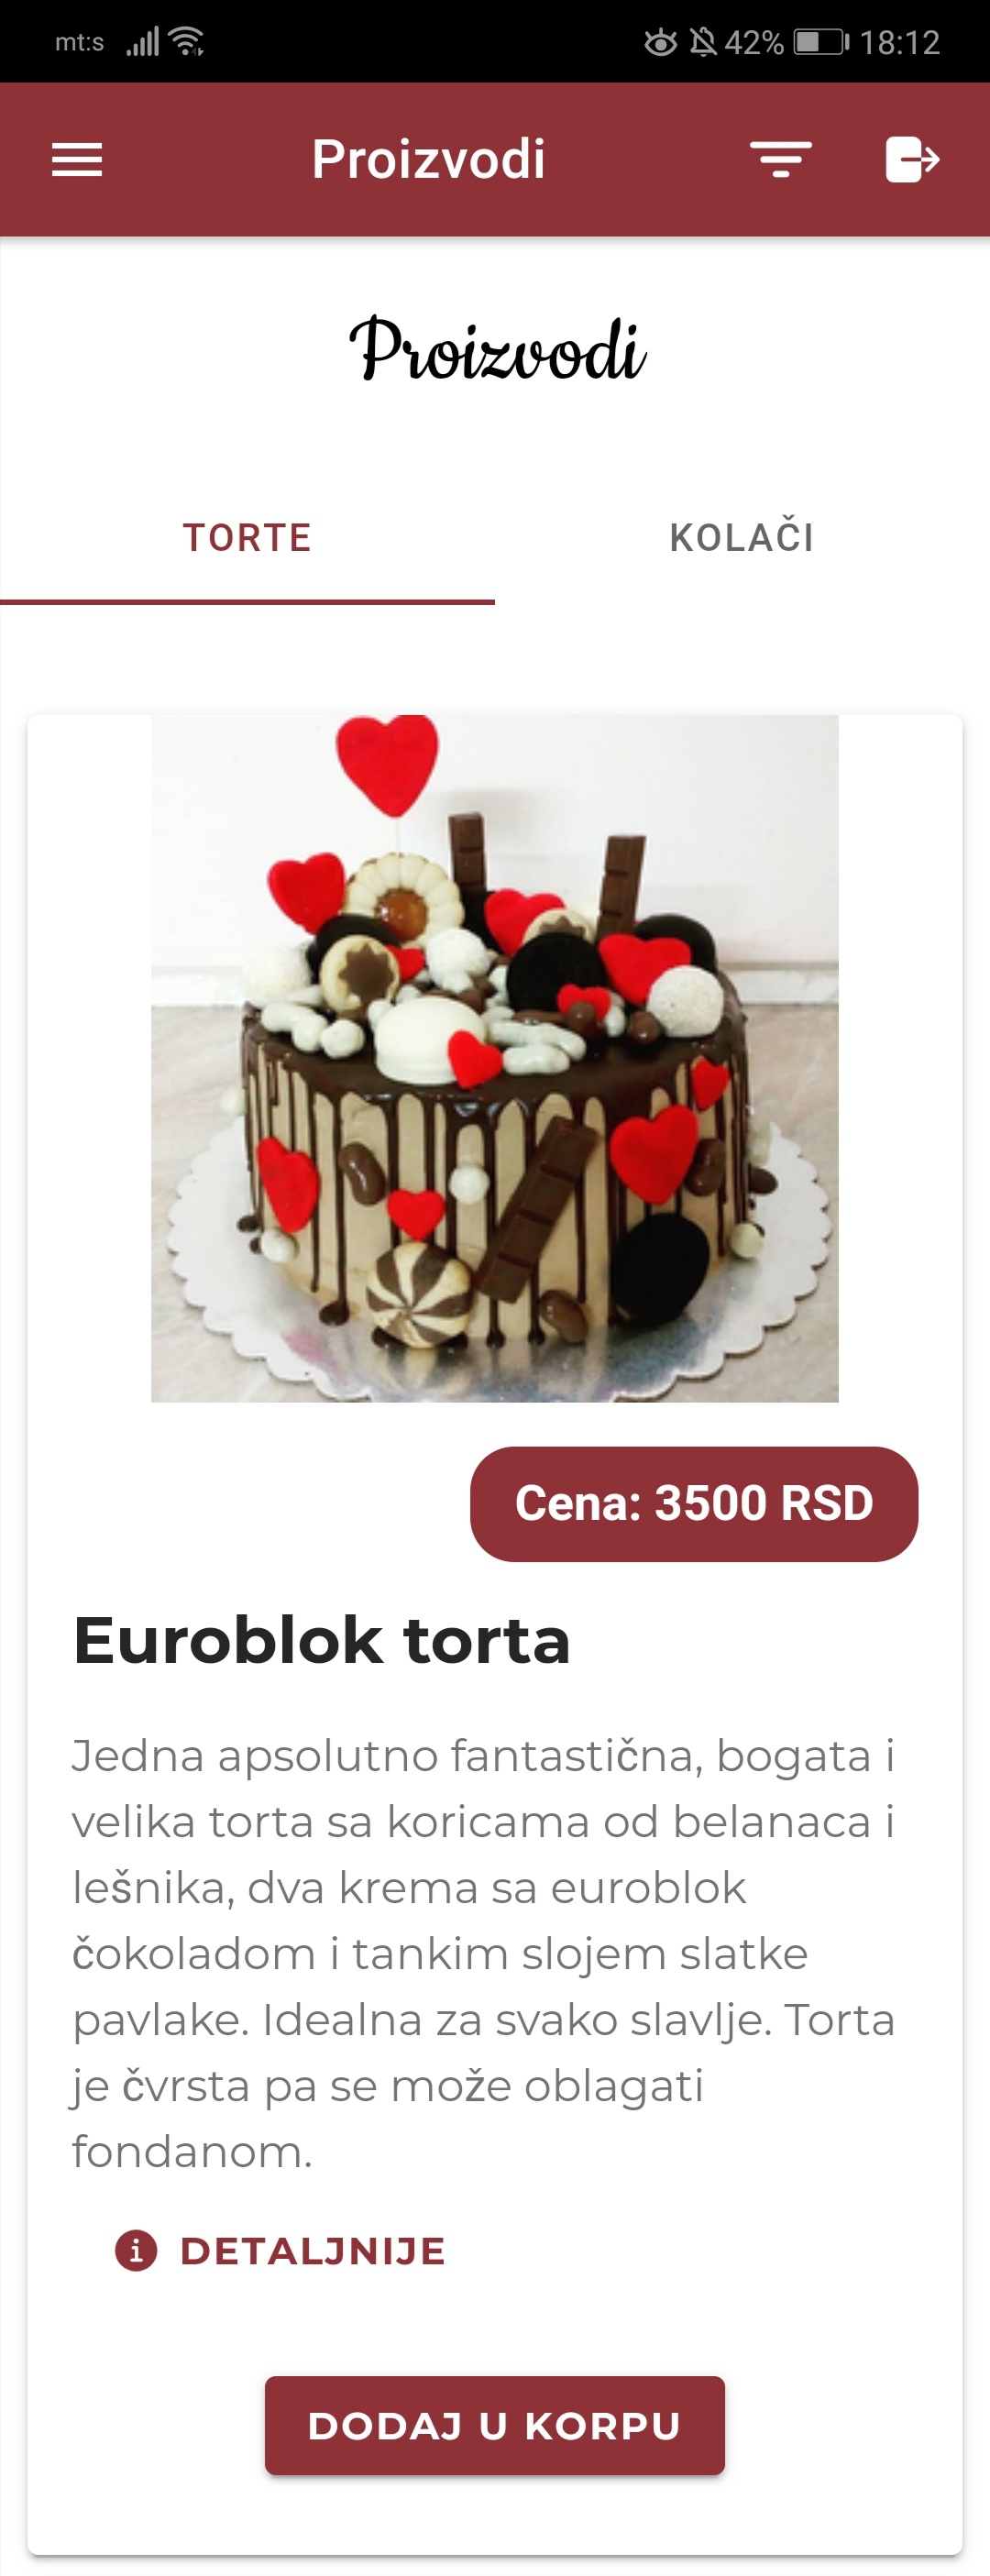 mt:s 42% 18:12
Proizvodi
Proizvodi
TORTE KOLAČI
Cena: 3500 RSD
Euroblok torta
Jedna apsolutno fantastična, bogata i
velika torta sa koricama od belanaca i
lešnika, dva krema sa euroblok
čokoladom i tankim slojem slatke
pavlake. Idealna za svako slavlje. Torta
je čvrsta pa se može oblagati
fondanom.
DETALJNIJE
DODAJ U KORPU